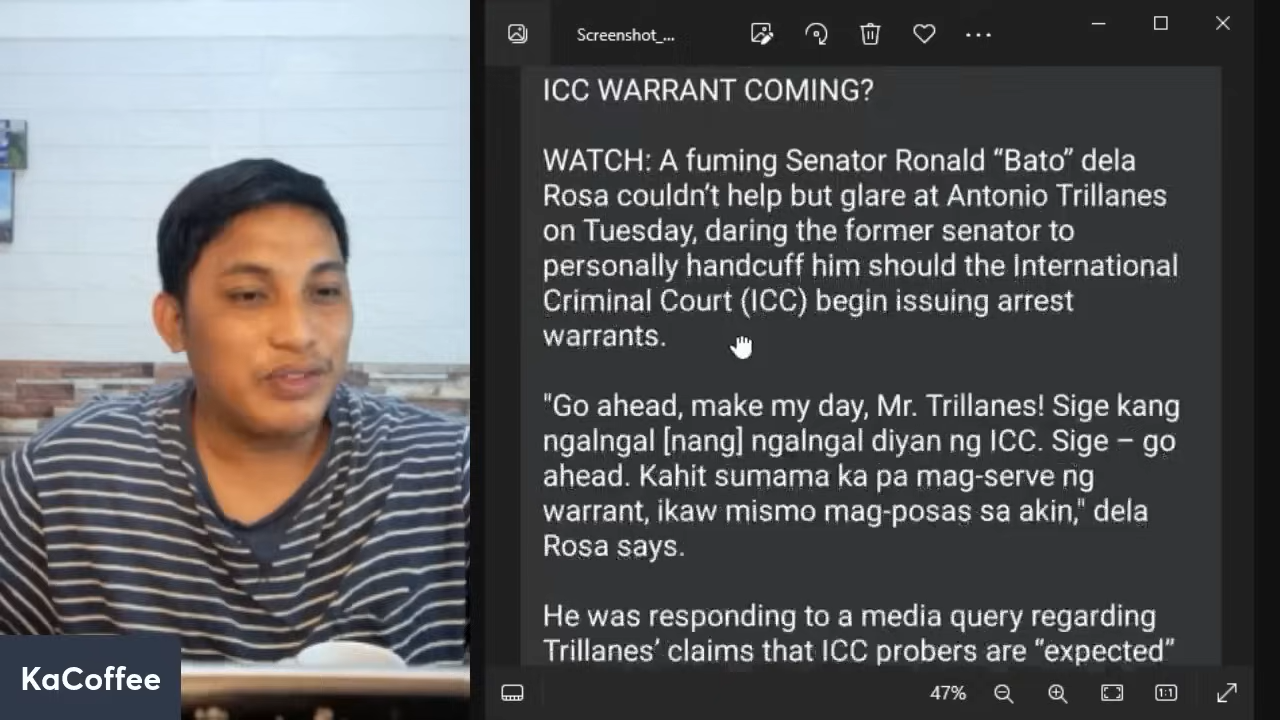 Screenshot_...
ICC WARRANT COMING?
WATCH: A fuming Senator Ronald “Bato” dela
Rosa couldn’t help but glare at Antonio Trillanes
on Tuesday, daring the former senator to
personally handcuff him should the International
Criminal Court (ICC) begin issuing arrest
warrants.
"Go ahead, make my day, Mr. Trillanes! Sige kang
ngalngal [nang] ngalngal diyan ng ICC. Sige – go
ahead. Kahit sumama ka pa mag-serve ng
warrant, ikaw mismo mag-posas sa akin," dela
Rosa says.
He was responding to a media query regarding
Trillanes’ claims that ICC probers are “expected”
KaCoffee
47%
1:1